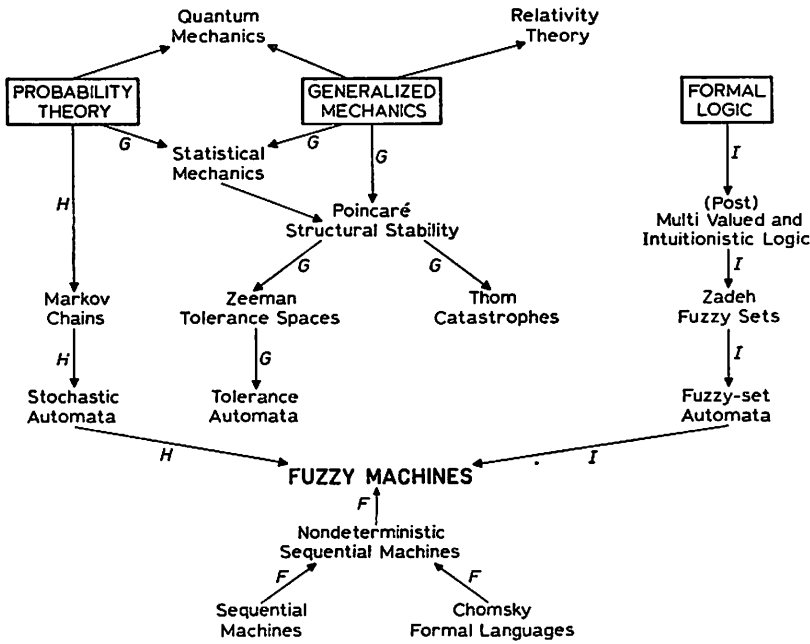 Quantum
Mechanics
Relativity
Theory
PROBABILITY
THEORY
GENERALIZED
MECHANICS
FORMAL
LOGIC
G
Statistical
Mechanics
G
G
I
H
Poincaré
Structural Stability
(Post)
Multi Valued and
Intuitionistic Logic
G
G
I
Markov
Chains
Zeeman
Tolerance Spaces
Thom
Catastrophes
Zadeh
Fuzzy Sets
H
G
I
Stochastic
Automata
Tolerance
Automata
Fuzzy-set
Automata
H
I
FUZZY MACHINES
F
Nondeterministic
Sequential Machines
F
F
Sequential
Machines
Chomsky
Formal Languages